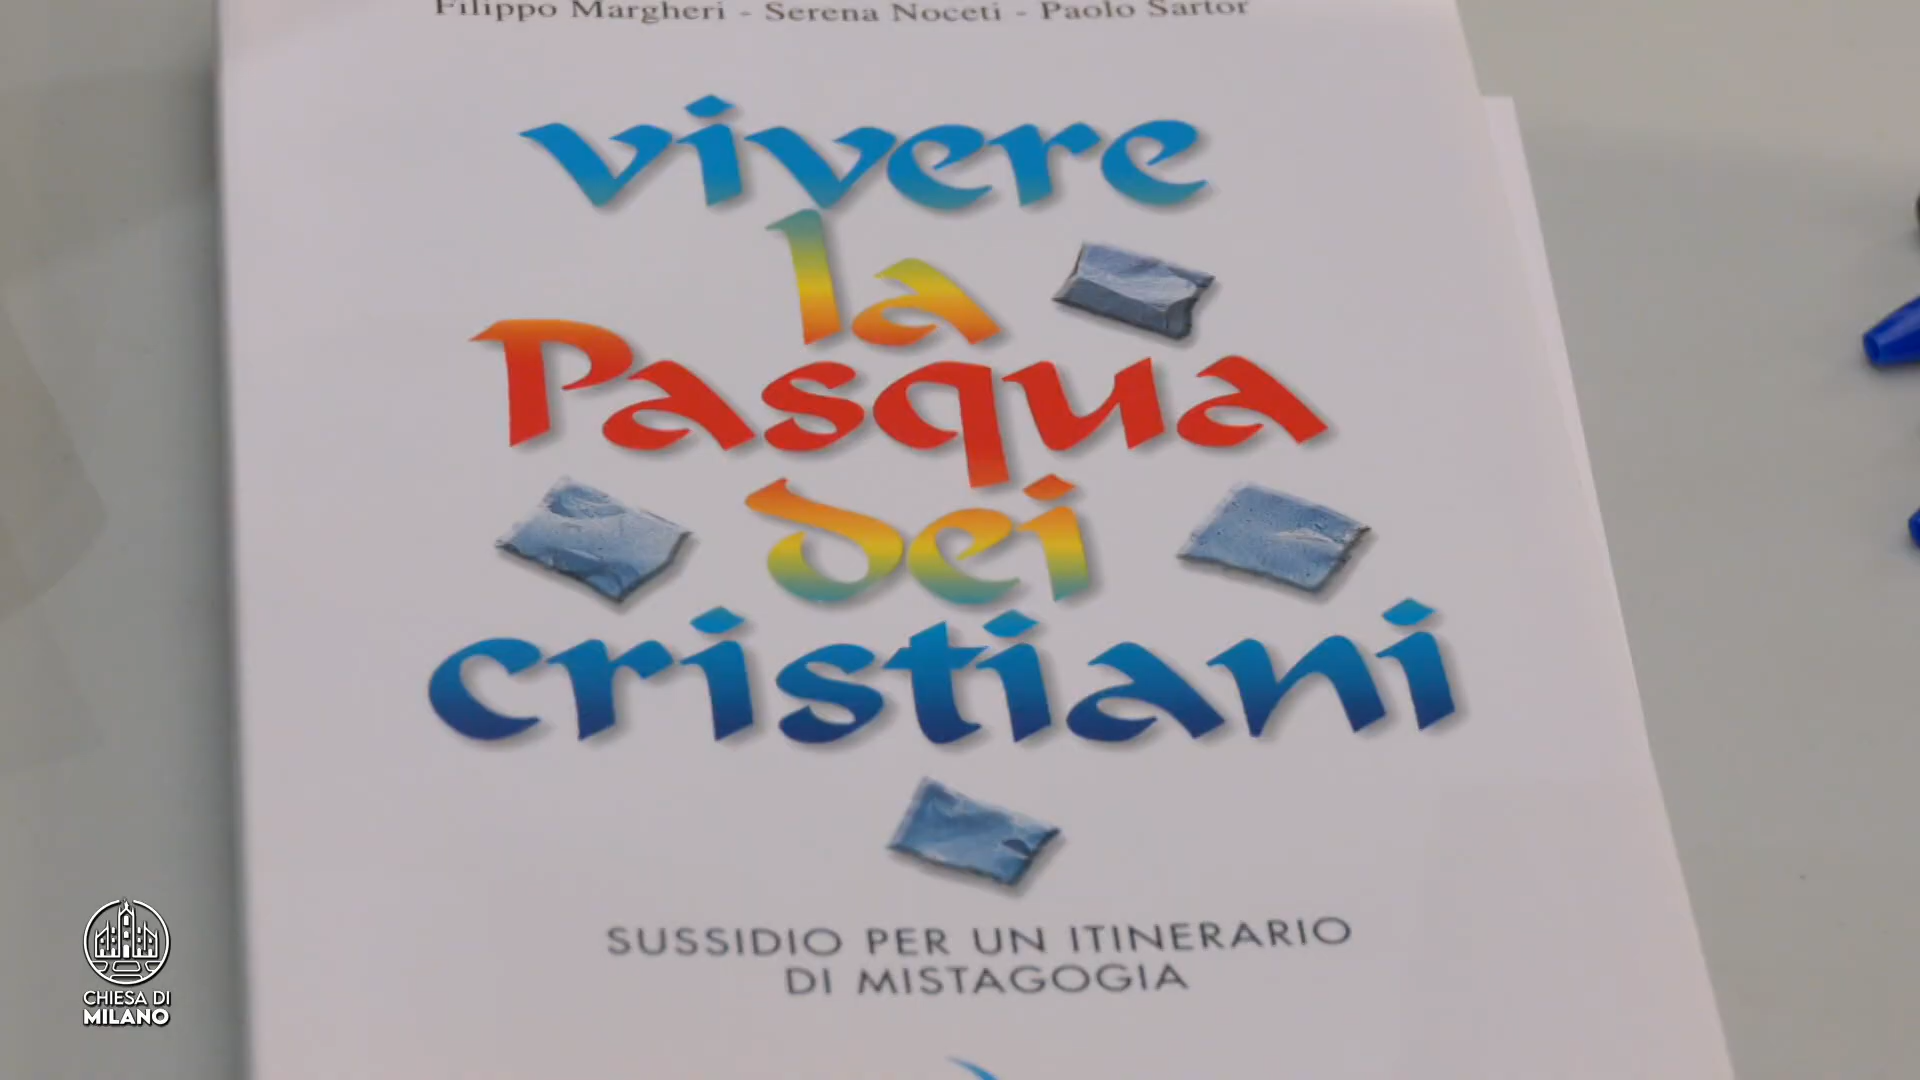 Filippo Margheri - Serena Noceti - Paolo Sartor
vivere
la
Pasqua
dei
cristiani
SUSSIDIO PER UN ITINERARIO
DI MISTAGOGIA
CHIESA DI
MILANO